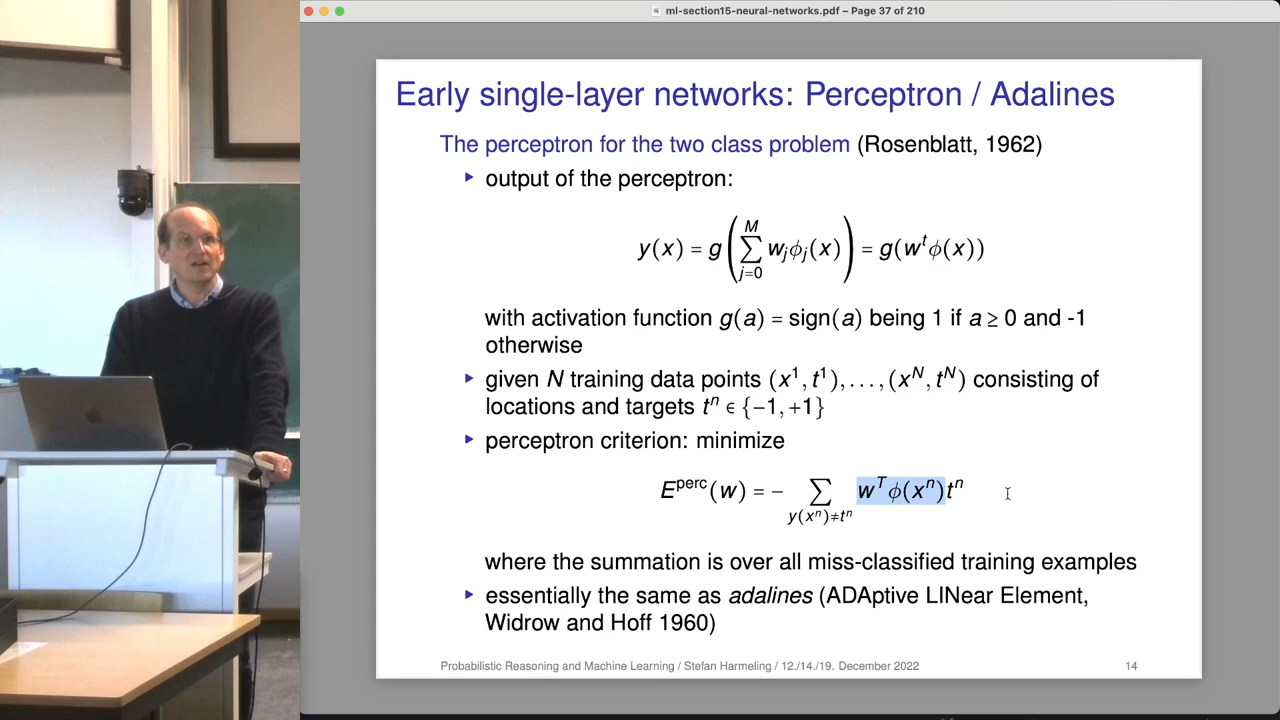 ml-section15-neural-networks.pdf – Page 37 of 210
Early single-layer networks: Perceptron / Adalines
The perceptron for the two class problem (Rosenblatt, 1962)
▸ output of the perceptron:
y(x) = g(∑_{j=0}^{M} w_jϕ_j(x)) = g(w^tϕ(x))
with activation function g(a) = sign(a) being 1 if a ≥ 0 and -1
otherwise
▸ given N training data points (x^1, t^1), ..., (x^N, t^N) consisting of
locations and targets t^n ∈ {−1, +1}
▸ perceptron criterion: minimize
E^perc(w) = − ∑_{y(x^n)≠t^n} w^Tϕ(x^n)t^n
where the summation is over all miss-classified training examples
▸ essentially the same as adalines (ADAptive LINear Element,
Widrow and Hoff 1960)
Probabilistic Reasoning and Machine Learning / Stefan Harmeling / 12./14./19. December 2022
14